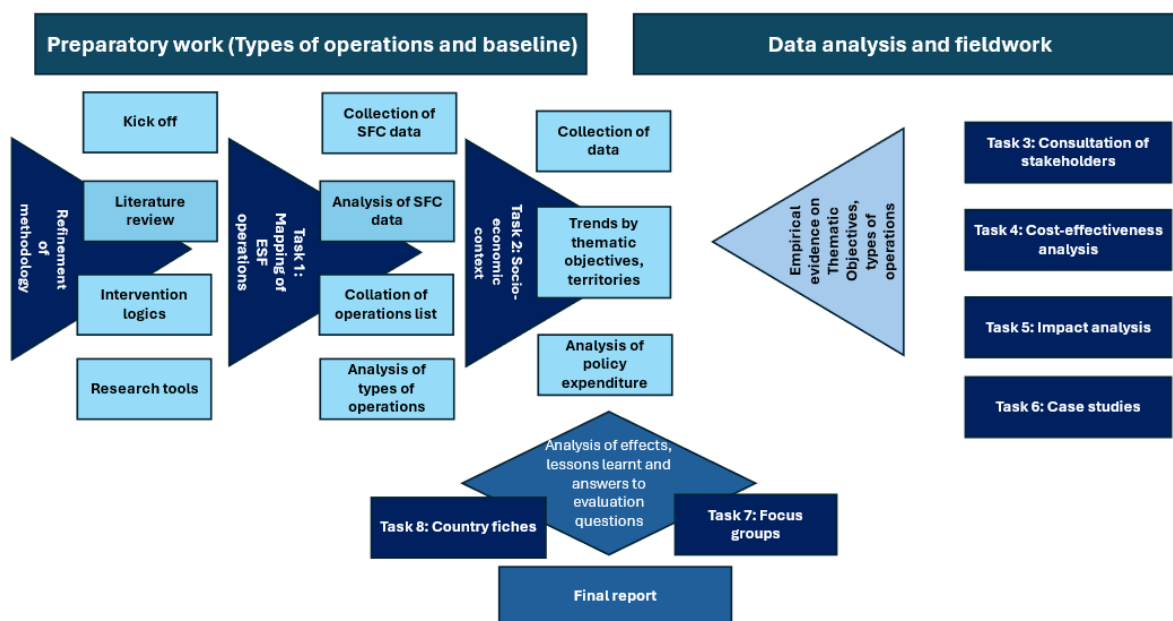 Preparatory work (Types of operations and baseline)
Data analysis and fieldwork
Refinement
of
methodology
Kick off
Literature
review
Intervention
logics
Research tools
Task 1:
Mapping of
ESF
operations
Collection of
SFC data
Analysis of SFC
data
Collation of
operations list
Analysis of
types of
operations
Task 2: Socio-
economic
context
Collection of
data
Trends by
thematic
objectives,
territories
Analysis of
policy
expenditure
Empirical
evidence on
Thematic
Objectives,
types of
operations
Task 3: Consultation of
stakeholders
Task 4: Cost-effectiveness
analysis
Task 5: Impact analysis
Task 6: Case studies
Analysis of effects,
lessons learnt and
answers to
evaluation
questions
Task 8: Country fiches
Task 7: Focus
groups
Final report